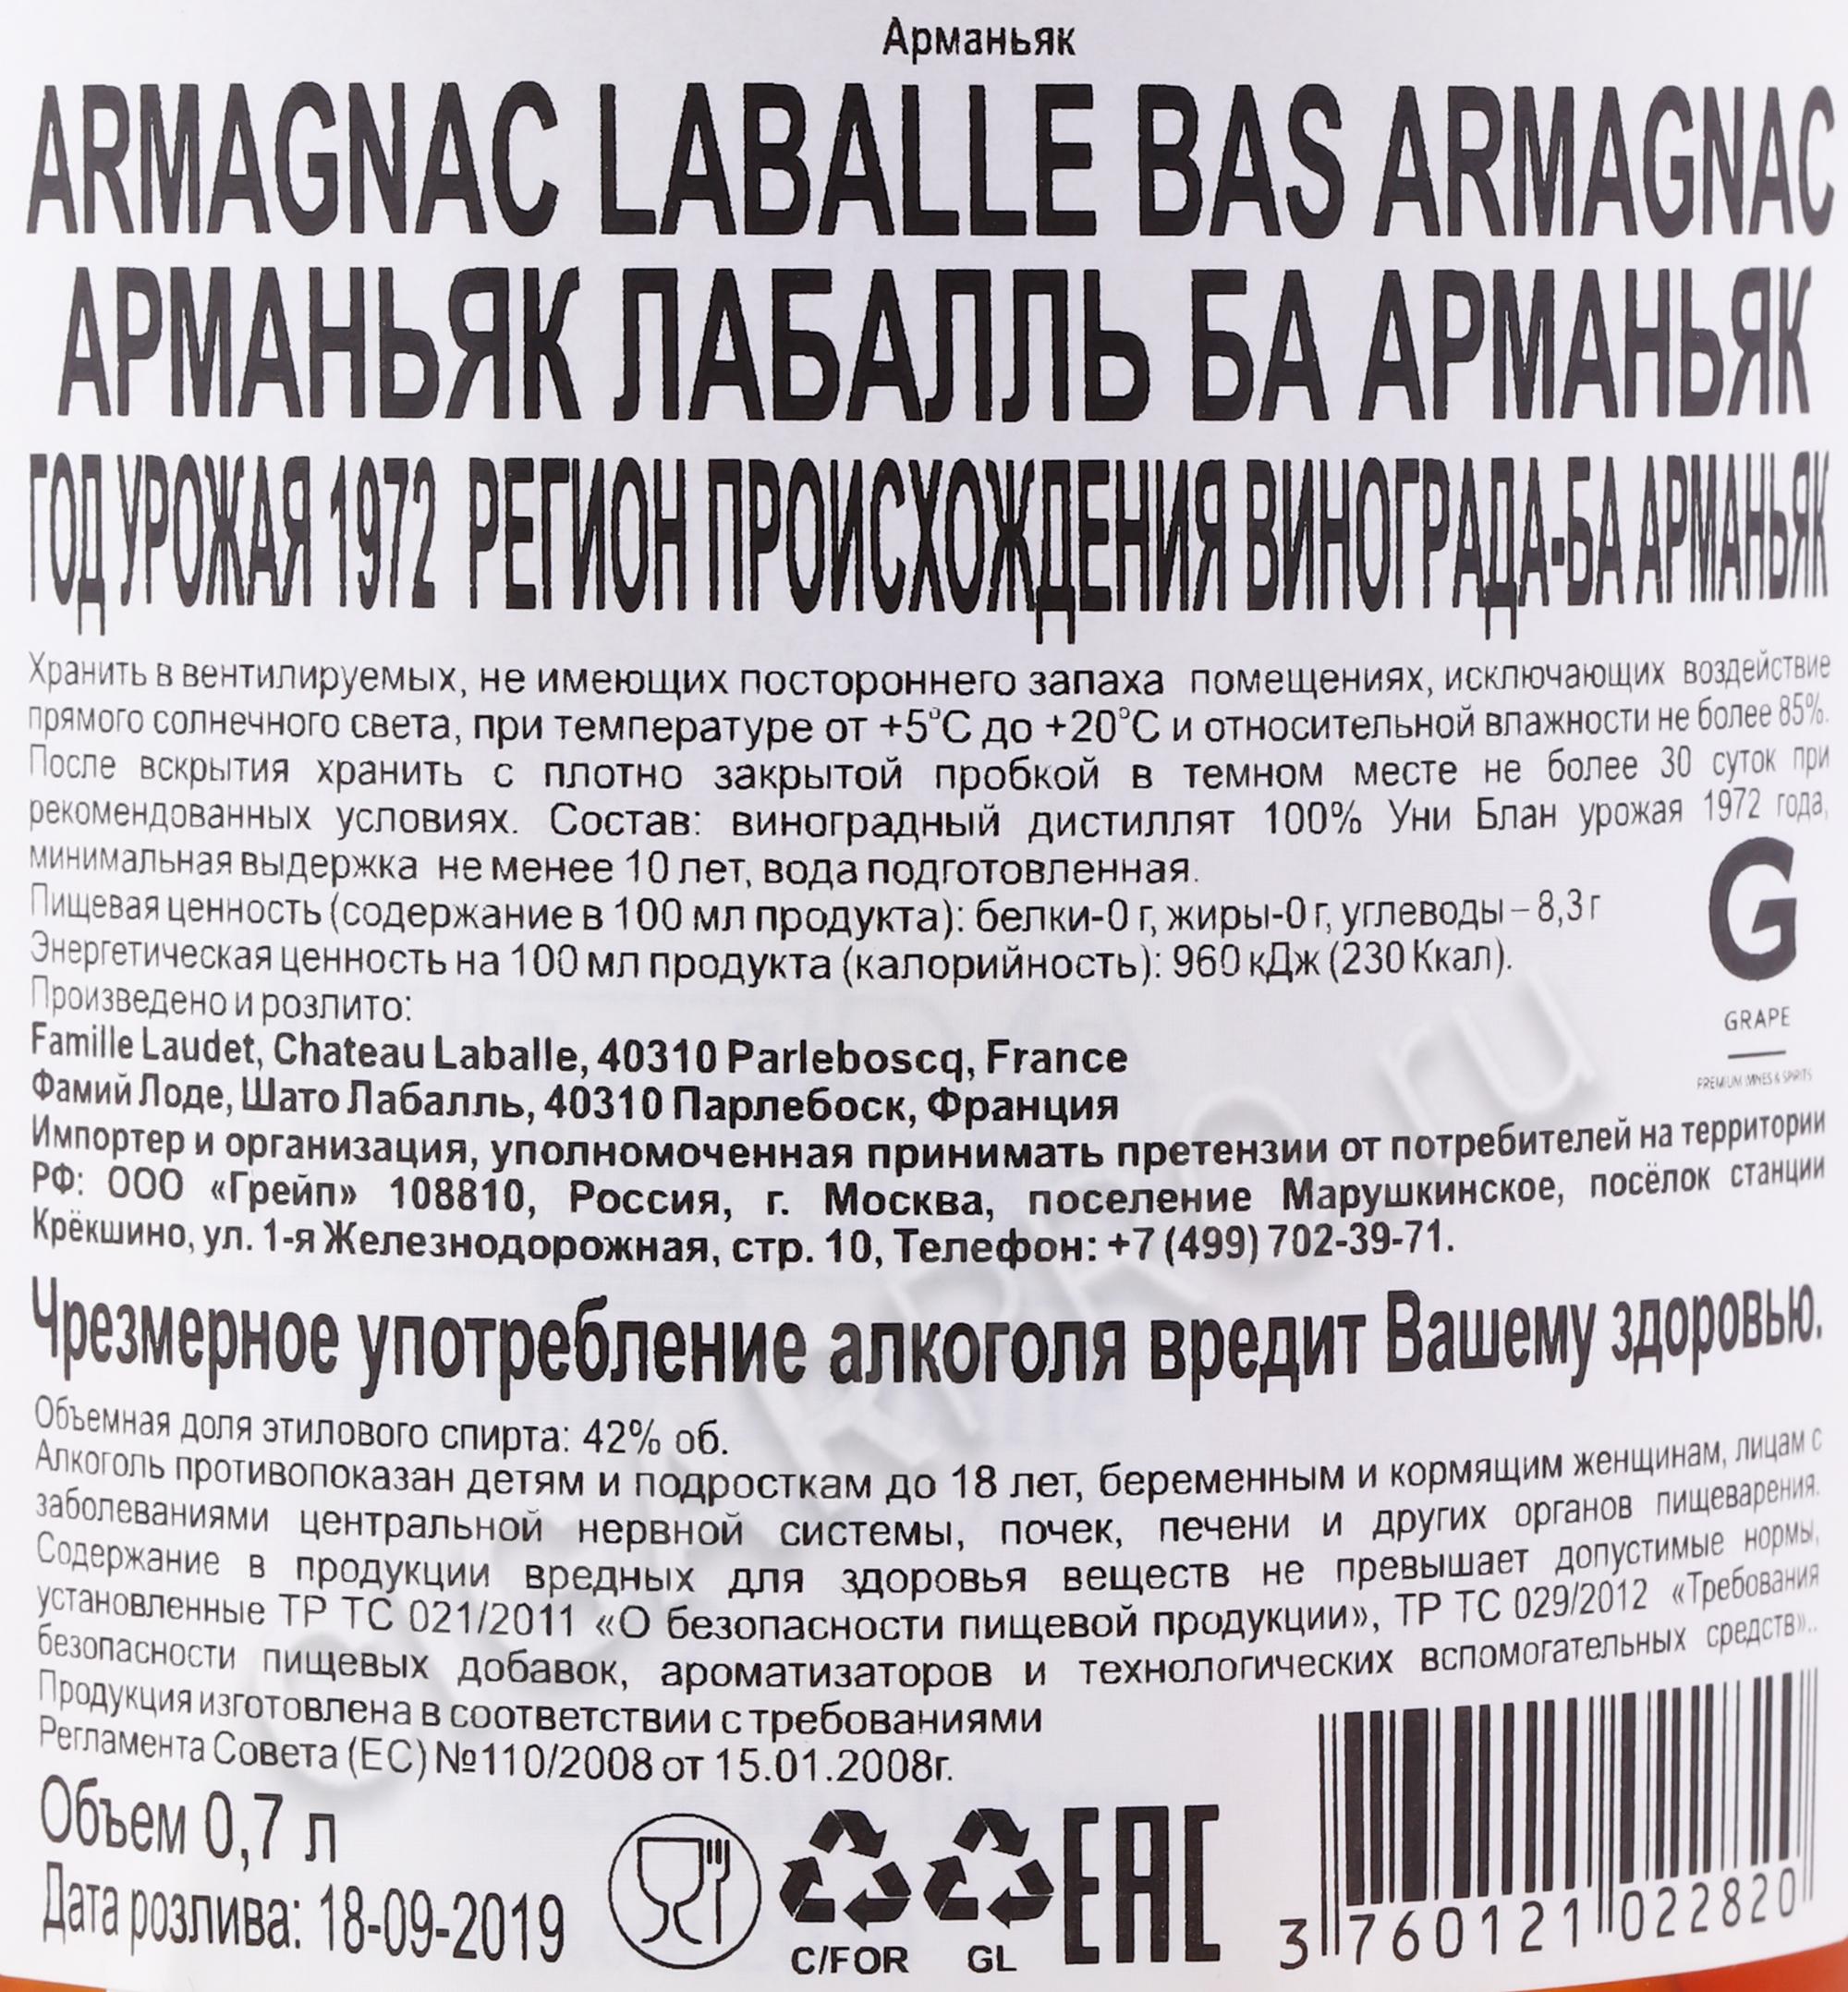 Арманьяк
ARMAGNAC LABALLE BAS ARMAGNAC
АРМАНЬЯК ЛАБАЛЛЬ БА АРМАНЬЯК
ГОД УРОЖАЯ 1972 РЕГИОН ПРОИСХОЖДЕНИЯ ВИНОГРАДА-БА АРМАНЬЯК
Хранить в вентилируемых, не имеющих постороннего запаха помещениях, исключающих воздействие
прямого солнечного света, при температуре от +5°С до +20°С и относительной влажности не более 85%.
После вскрытия хранить с плотно закрытой пробкой в темном месте не более 30 суток при
рекомендованных условиях. Состав: виноградный дистиллят 100% Уни Блан урожая 1972 года,
минимальная выдержка не менее 10 лет, вода подготовленная.
Пищевая ценность (содержание в 100 мл продукта): белки-0 г, жиры-0 г, углеводы – 8,3 г
Энергетическая ценность на 100 мл продукта (калорийность): 960 кДж (230 Ккал).
G
GRAPE
PREMIUM WINES & SPIRITS
Произведено и розлито:
Famille Laudet, Chateau Laballe, 40310 Parleboscq, France
Фамий Лоде, Шато Лабалль, 40310 Парлебоск, Франция
Импортер и организация, уполномоченная принимать претензии от потребителей на территории
РФ: ООО «Грейп» 108810, Россия, г. Москва, поселение Марушкинское, посёлок станции
Крёкшино, ул. 1-я Железнодорожная, стр. 10, Телефон: +7 (499) 702-39-71.
Чрезмерное употребление алкоголя вредит Вашему здоровью.
Объемная доля этилового спирта: 42% об.
Алкоголь противопоказан детям и подросткам до 18 лет, беременным и кормящим женщинам, лицам с
заболеваниями центральной нервной системы, почек, печени и других органов пищеварения.
Содержание в продукции вредных для здоровья веществ не превышает допустимые нормы,
установленные ТР ТС 021/2011 «О безопасности пищевой продукции», ТР ТС 029/2012 «Требования
безопасности пищевых добавок, ароматизаторов и технологических вспомогательных средств»..
Продукция изготовлена в соответствии с требованиями
Регламента Совета (ЕС) №110/2008 от 15.01.2008г.
Объем 0,7 л
Дата розлива: 18-09-2019
C/FOR GL
EAC
3 760121 022820
CIGARPRO.ru